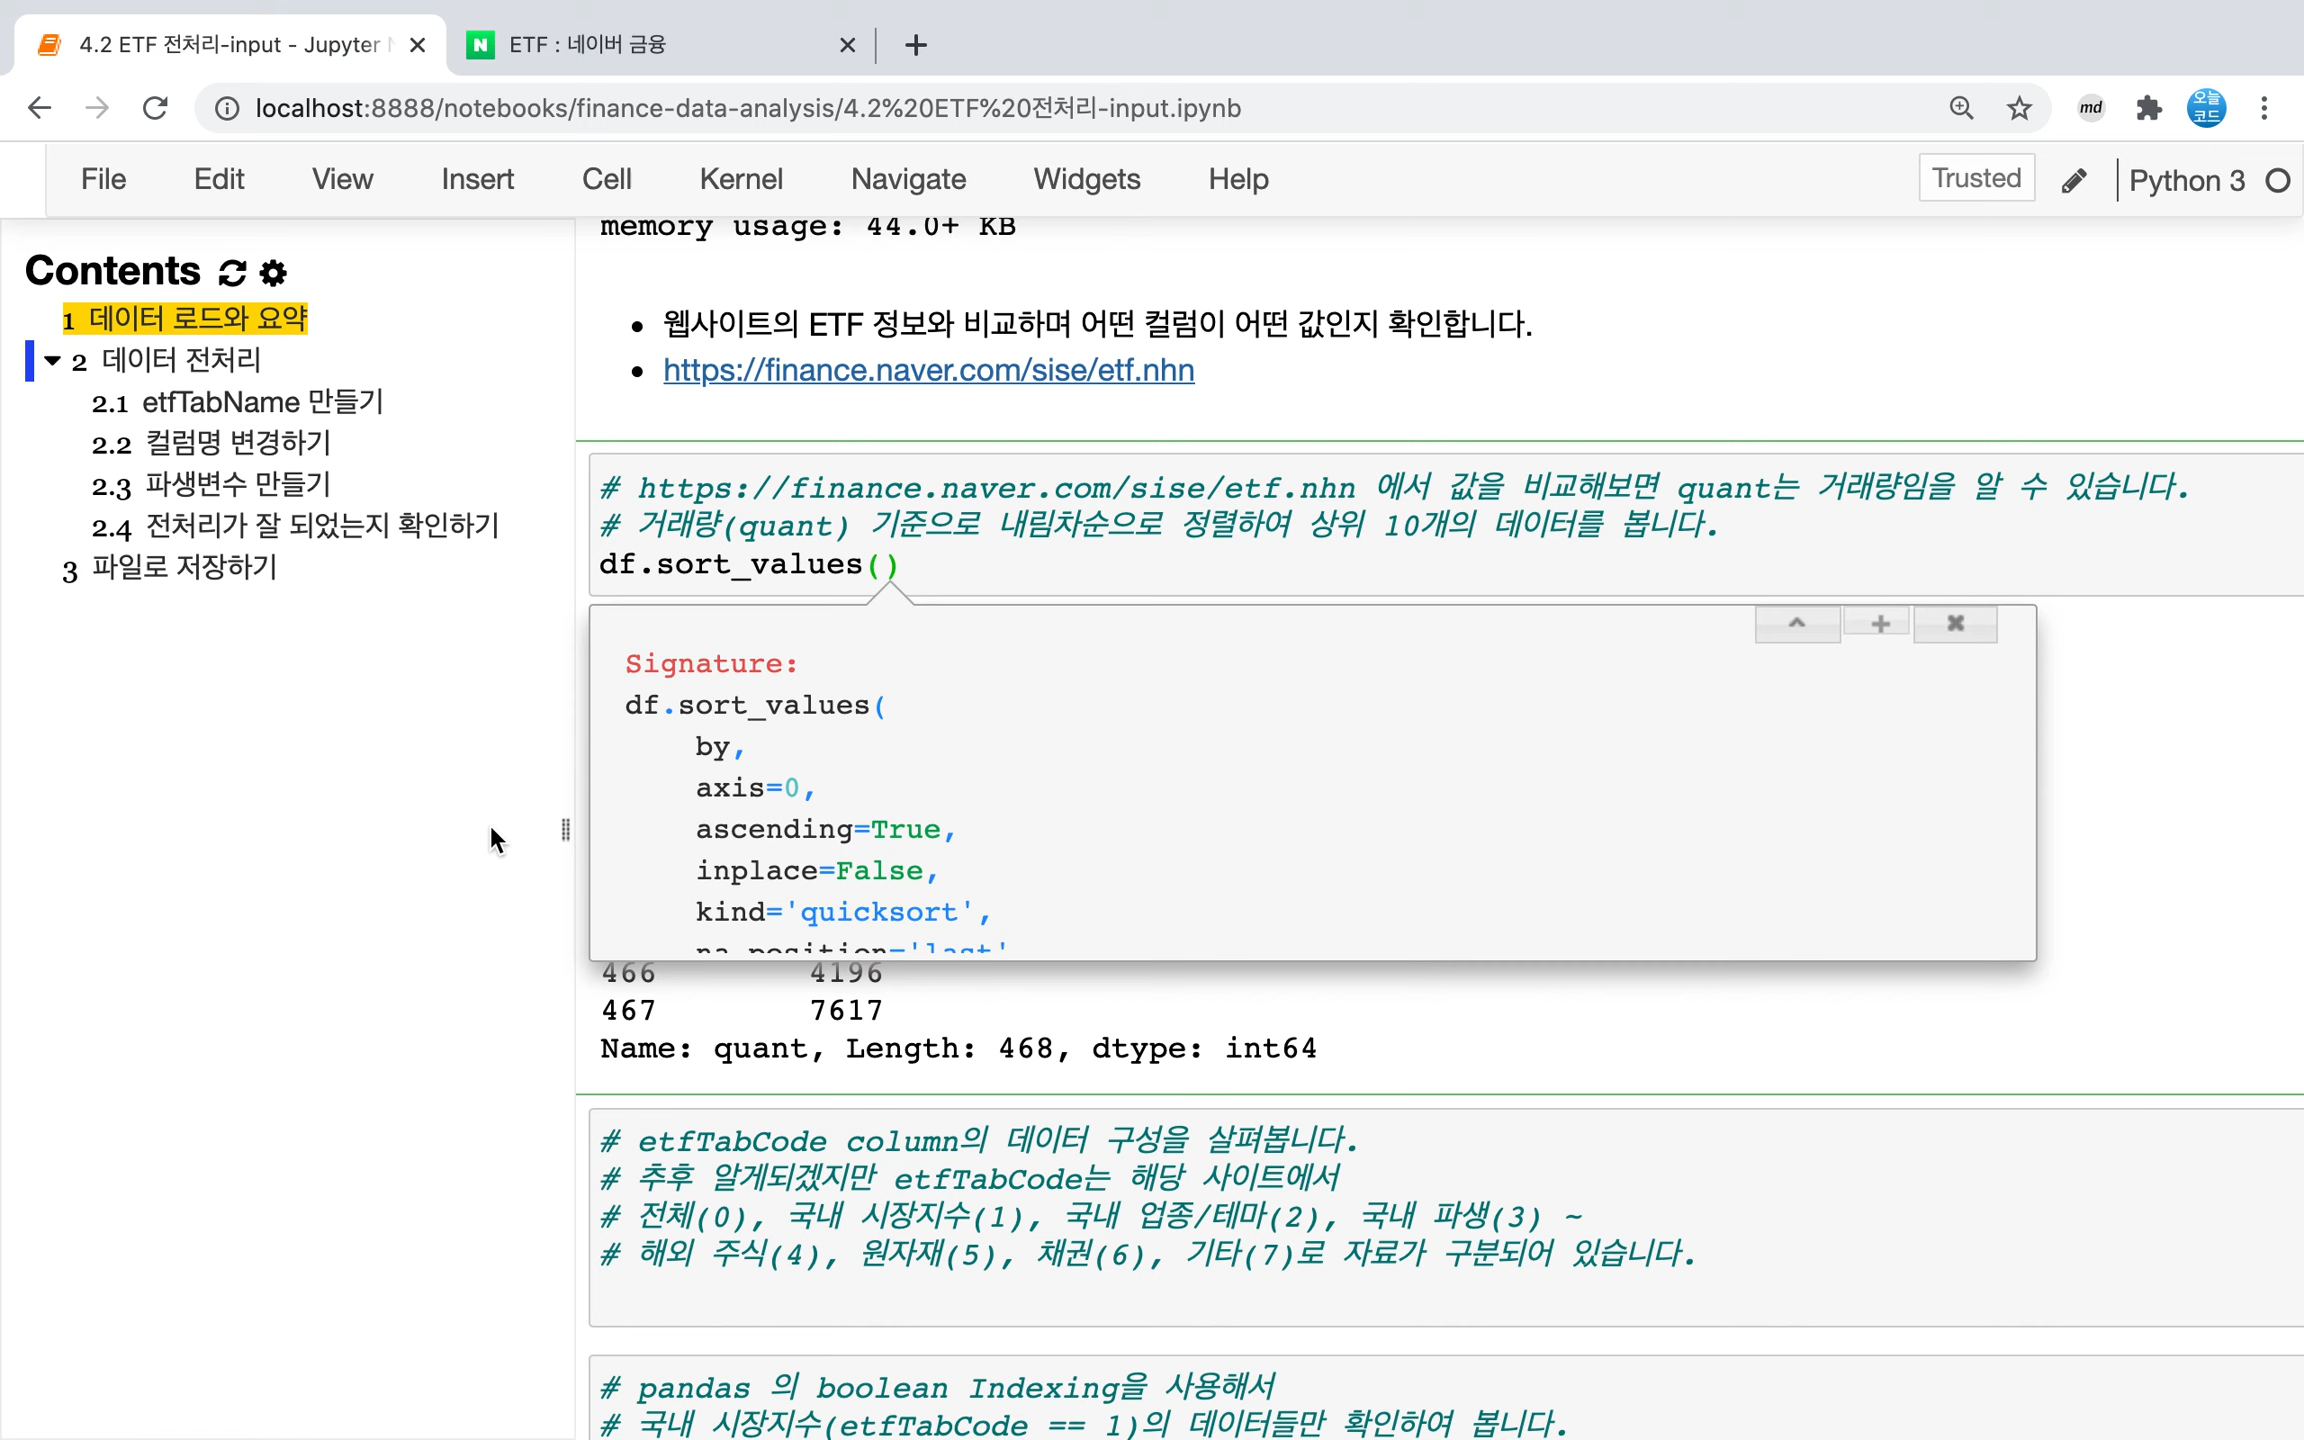 4.2 ETF 전처리-input - Jupyter N
ETF : 네이버 금융
localhost:8888/notebooks/finance-data-analysis/4.2%20ETF%20전처리-input.ipynb
md
오늘
코드
File Edit View Insert Cell Kernel Navigate Widgets Help
Trusted
Python 3
Contents
1 데이터 로드와 요약
2 데이터 전처리
2.1 etfTabName 만들기
2.2 컬럼명 변경하기
2.3 파생변수 만들기
2.4 전처리가 잘 되었는지 확인하기
3 파일로 저장하기
memory usage: 44.0+ KB
• 웹사이트의 ETF 정보와 비교하며 어떤 컬럼이 어떤 값인지 확인합니다.
• https://finance.naver.com/sise/etf.nhn
# https://finance.naver.com/sise/etf.nhn 에서 값을 비교해보면 quant는 거래량임을 알 수 있습니다.
# 거래량(quant) 기준으로 내림차순으로 정렬하여 상위 10개의 데이터를 봅니다.
df.sort_values()
Signature:
df.sort_values(
by,
axis=0,
ascending=True,
inplace=False,
kind='quicksort',
na_position='last'
466 4196
467 7617
Name: quant, Length: 468, dtype: int64
# etfTabCode column의 데이터 구성을 살펴봅니다.
# 추후 알게되겠지만 etfTabCode는 해당 사이트에서
# 전체(0), 국내 시장지수(1), 국내 업종/테마(2), 국내 파생(3) ~
# 해외 주식(4), 원자재(5), 채권(6), 기타(7)로 자료가 구분되어 있습니다.
# pandas 의 boolean Indexing을 사용해서
# 국내 시장지수(etfTabCode == 1)의 데이터들만 확인하여 봅니다.